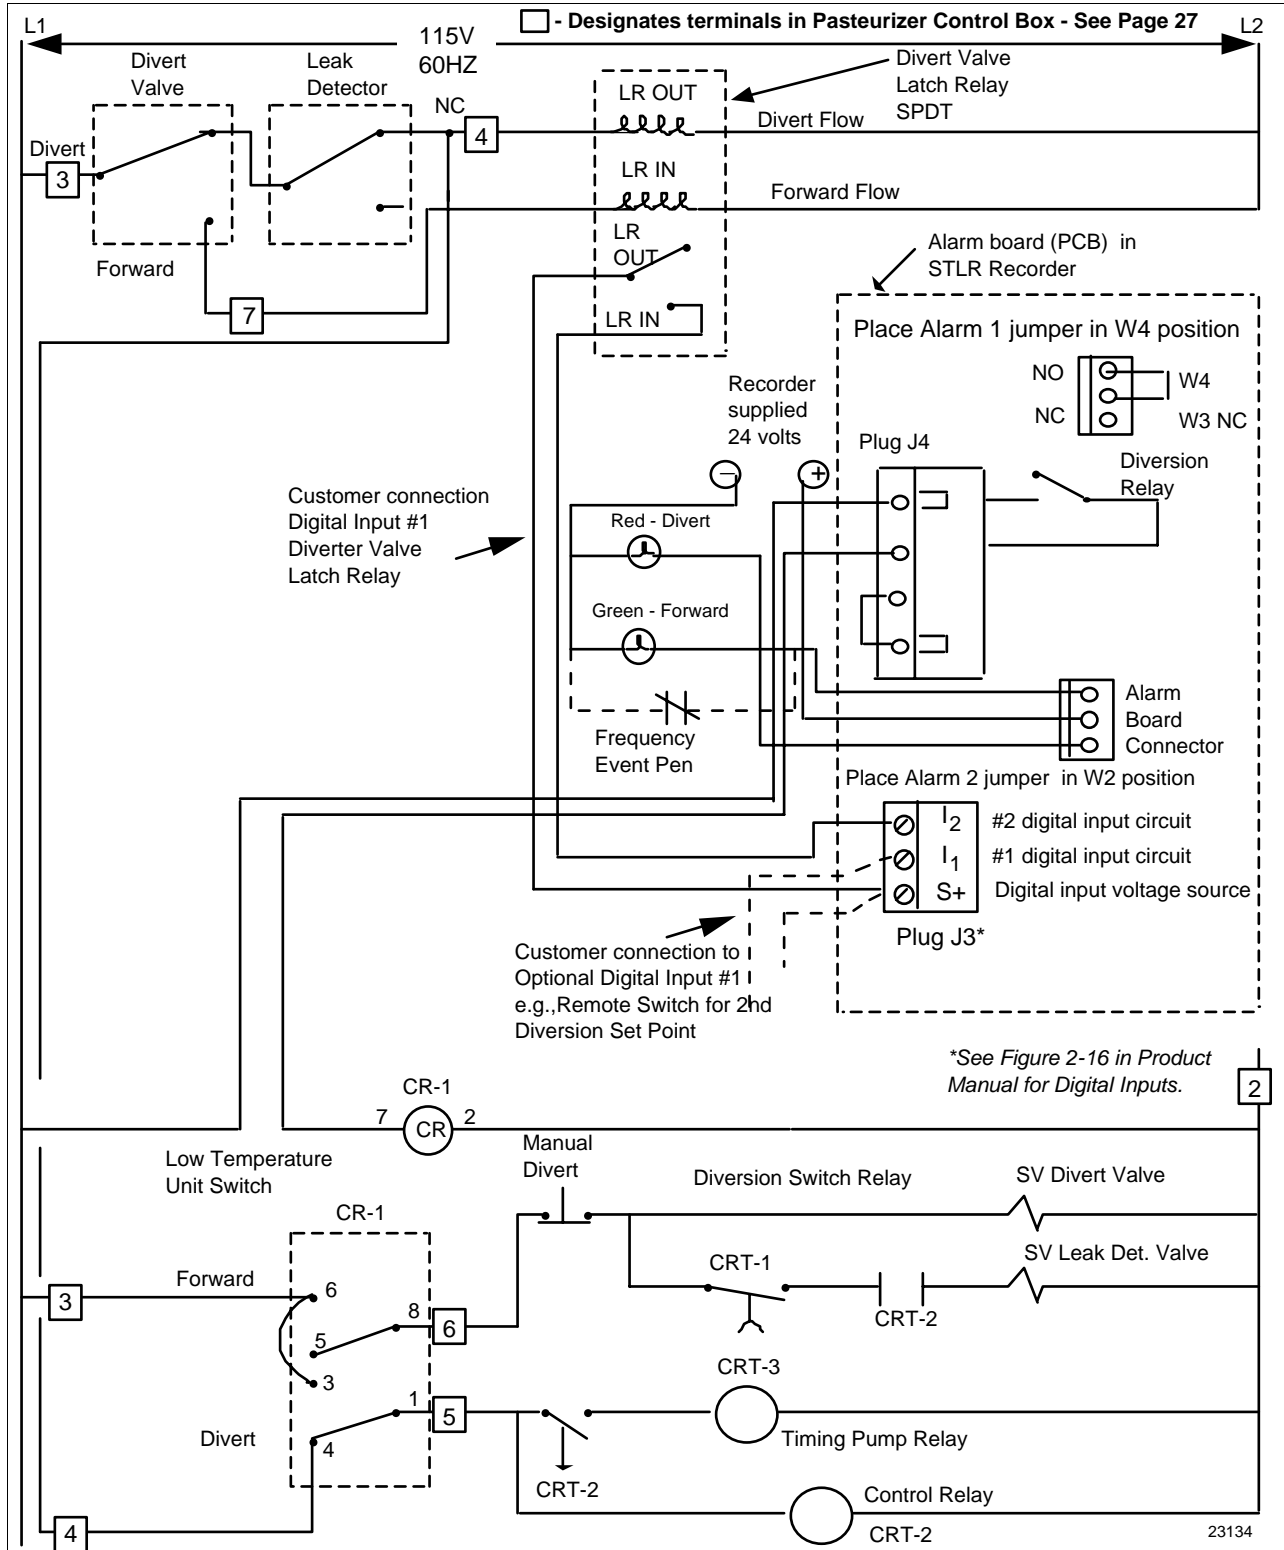 L1
- Designates terminals in Pasteurizer Control Box - See Page 27
L2
115V
60HZ
Divert
Valve
Leak
Detector
NC
4
LR OUT
Divert Valve
Latch Relay
SPDT
Divert Flow
Divert
3
LR IN
Forward Flow
LR
OUT
Forward
7
LR IN
Alarm board (PCB) in
STLR Recorder
Place Alarm 1 jumper in W4 position
NO
W4
NC
W3 NC
Recorder
supplied
24 volts
−
+
Plug J4
Diversion
Relay
Customer connection
Digital Input #1
Diverter Valve
Latch Relay
Red - Divert
Green - Forward
Frequency
Event Pen
Alarm
Board
Connector
Place Alarm 2 jumper in W2 position
I2
#2 digital input circuit
I1
#1 digital input circuit
S+
Digital input voltage source
Plug J3*
Customer connection to
Optional Digital Input #1
e.g.,Remote Switch for 2nd
Diversion Set Point
*See Figure 2-16 in Product
Manual for Digital Inputs.
2
CR-1
7
CR
2
Low Temperature
Unit Switch
Manual
Divert
Diversion Switch Relay
SV Divert Valve
CR-1
SV Leak Det. Valve
CRT-1
CRT-2
Forward
3
6
8
6
5
3
CRT-3
1
5
Divert
4
Timing Pump Relay
CRT-2
Control Relay
CRT-2
4
23134